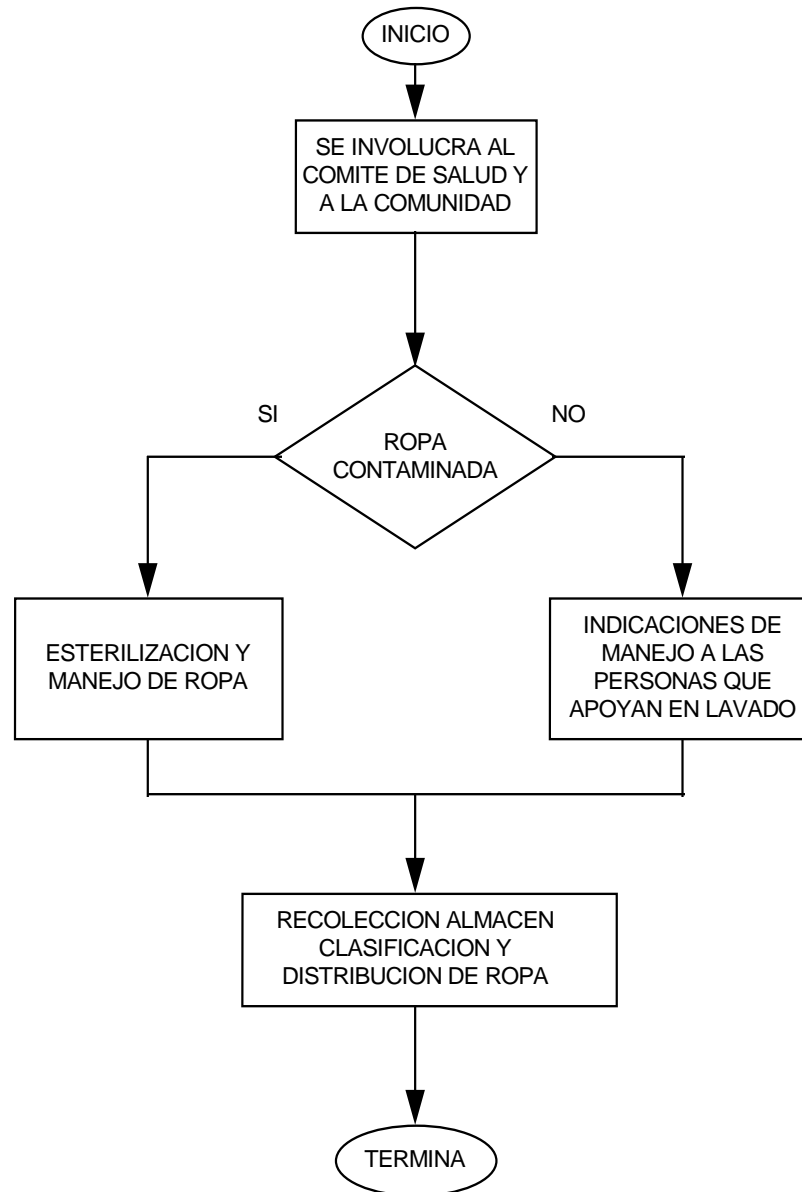 INICIO
SE INVOLUCRA AL
COMITE DE SALUD Y
A LA COMUNIDAD
SI
NO
ROPA
CONTAMINADA
ESTERILIZACION Y
MANEJO DE ROPA
INDICACIONES DE
MANEJO A LAS
PERSONAS QUE
APOYAN EN LAVADO
RECOLECCION ALMACEN
CLASIFICACION Y
DISTRIBUCION DE ROPA
TERMINA